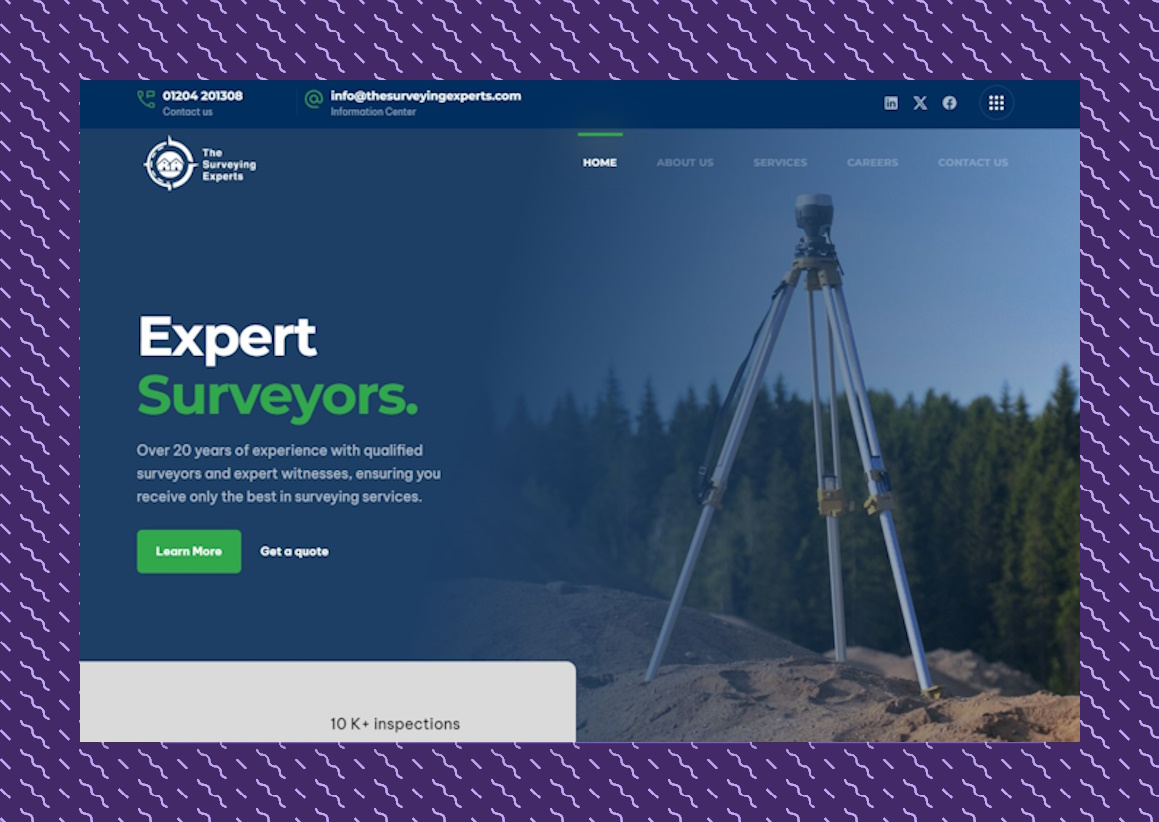 01204 201308
Contact us
info@thesurveyingexperts.com
Information Center
The
Surveying
Experts
HOME ABOUT US SERVICES CAREERS CONTACT US
Expert
Surveyors.
Over 20 years of experience with qualified
surveyors and expert witnesses, ensuring you
receive only the best in surveying services.
Learn More Get a quote
10 K+ inspections